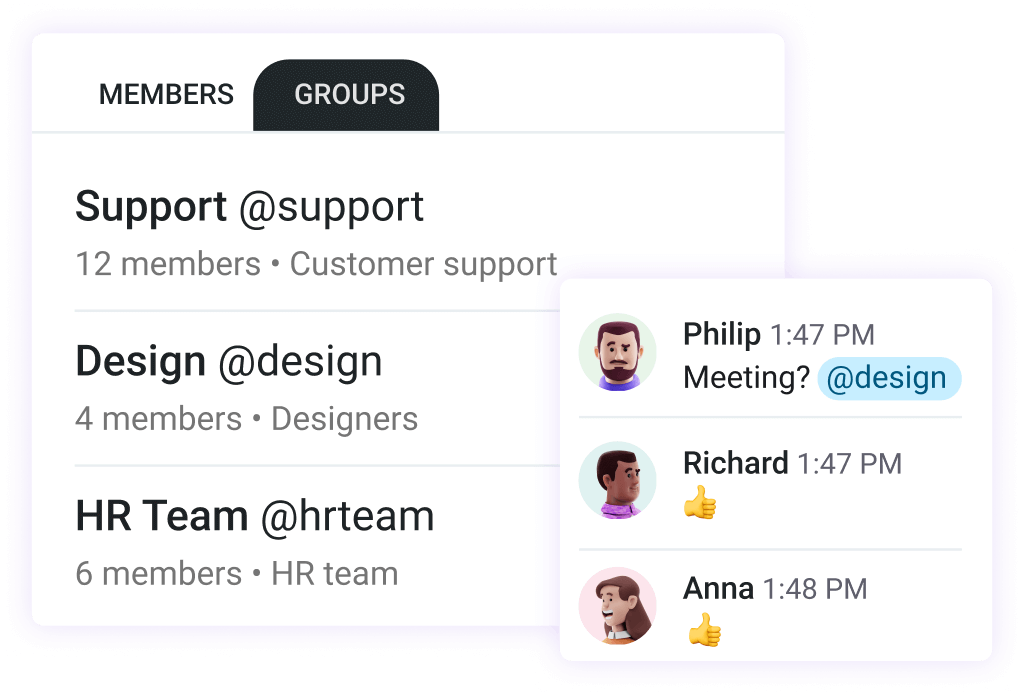 MEMBERS GROUPS
Support @support
12 members • Customer support
Design @design
4 members • Designers
HR Team @hrteam
6 members • HR team
Philip 1:47 PM
Meeting? @design
Richard 1:47 PM
👍
Anna 1:48 PM
👍